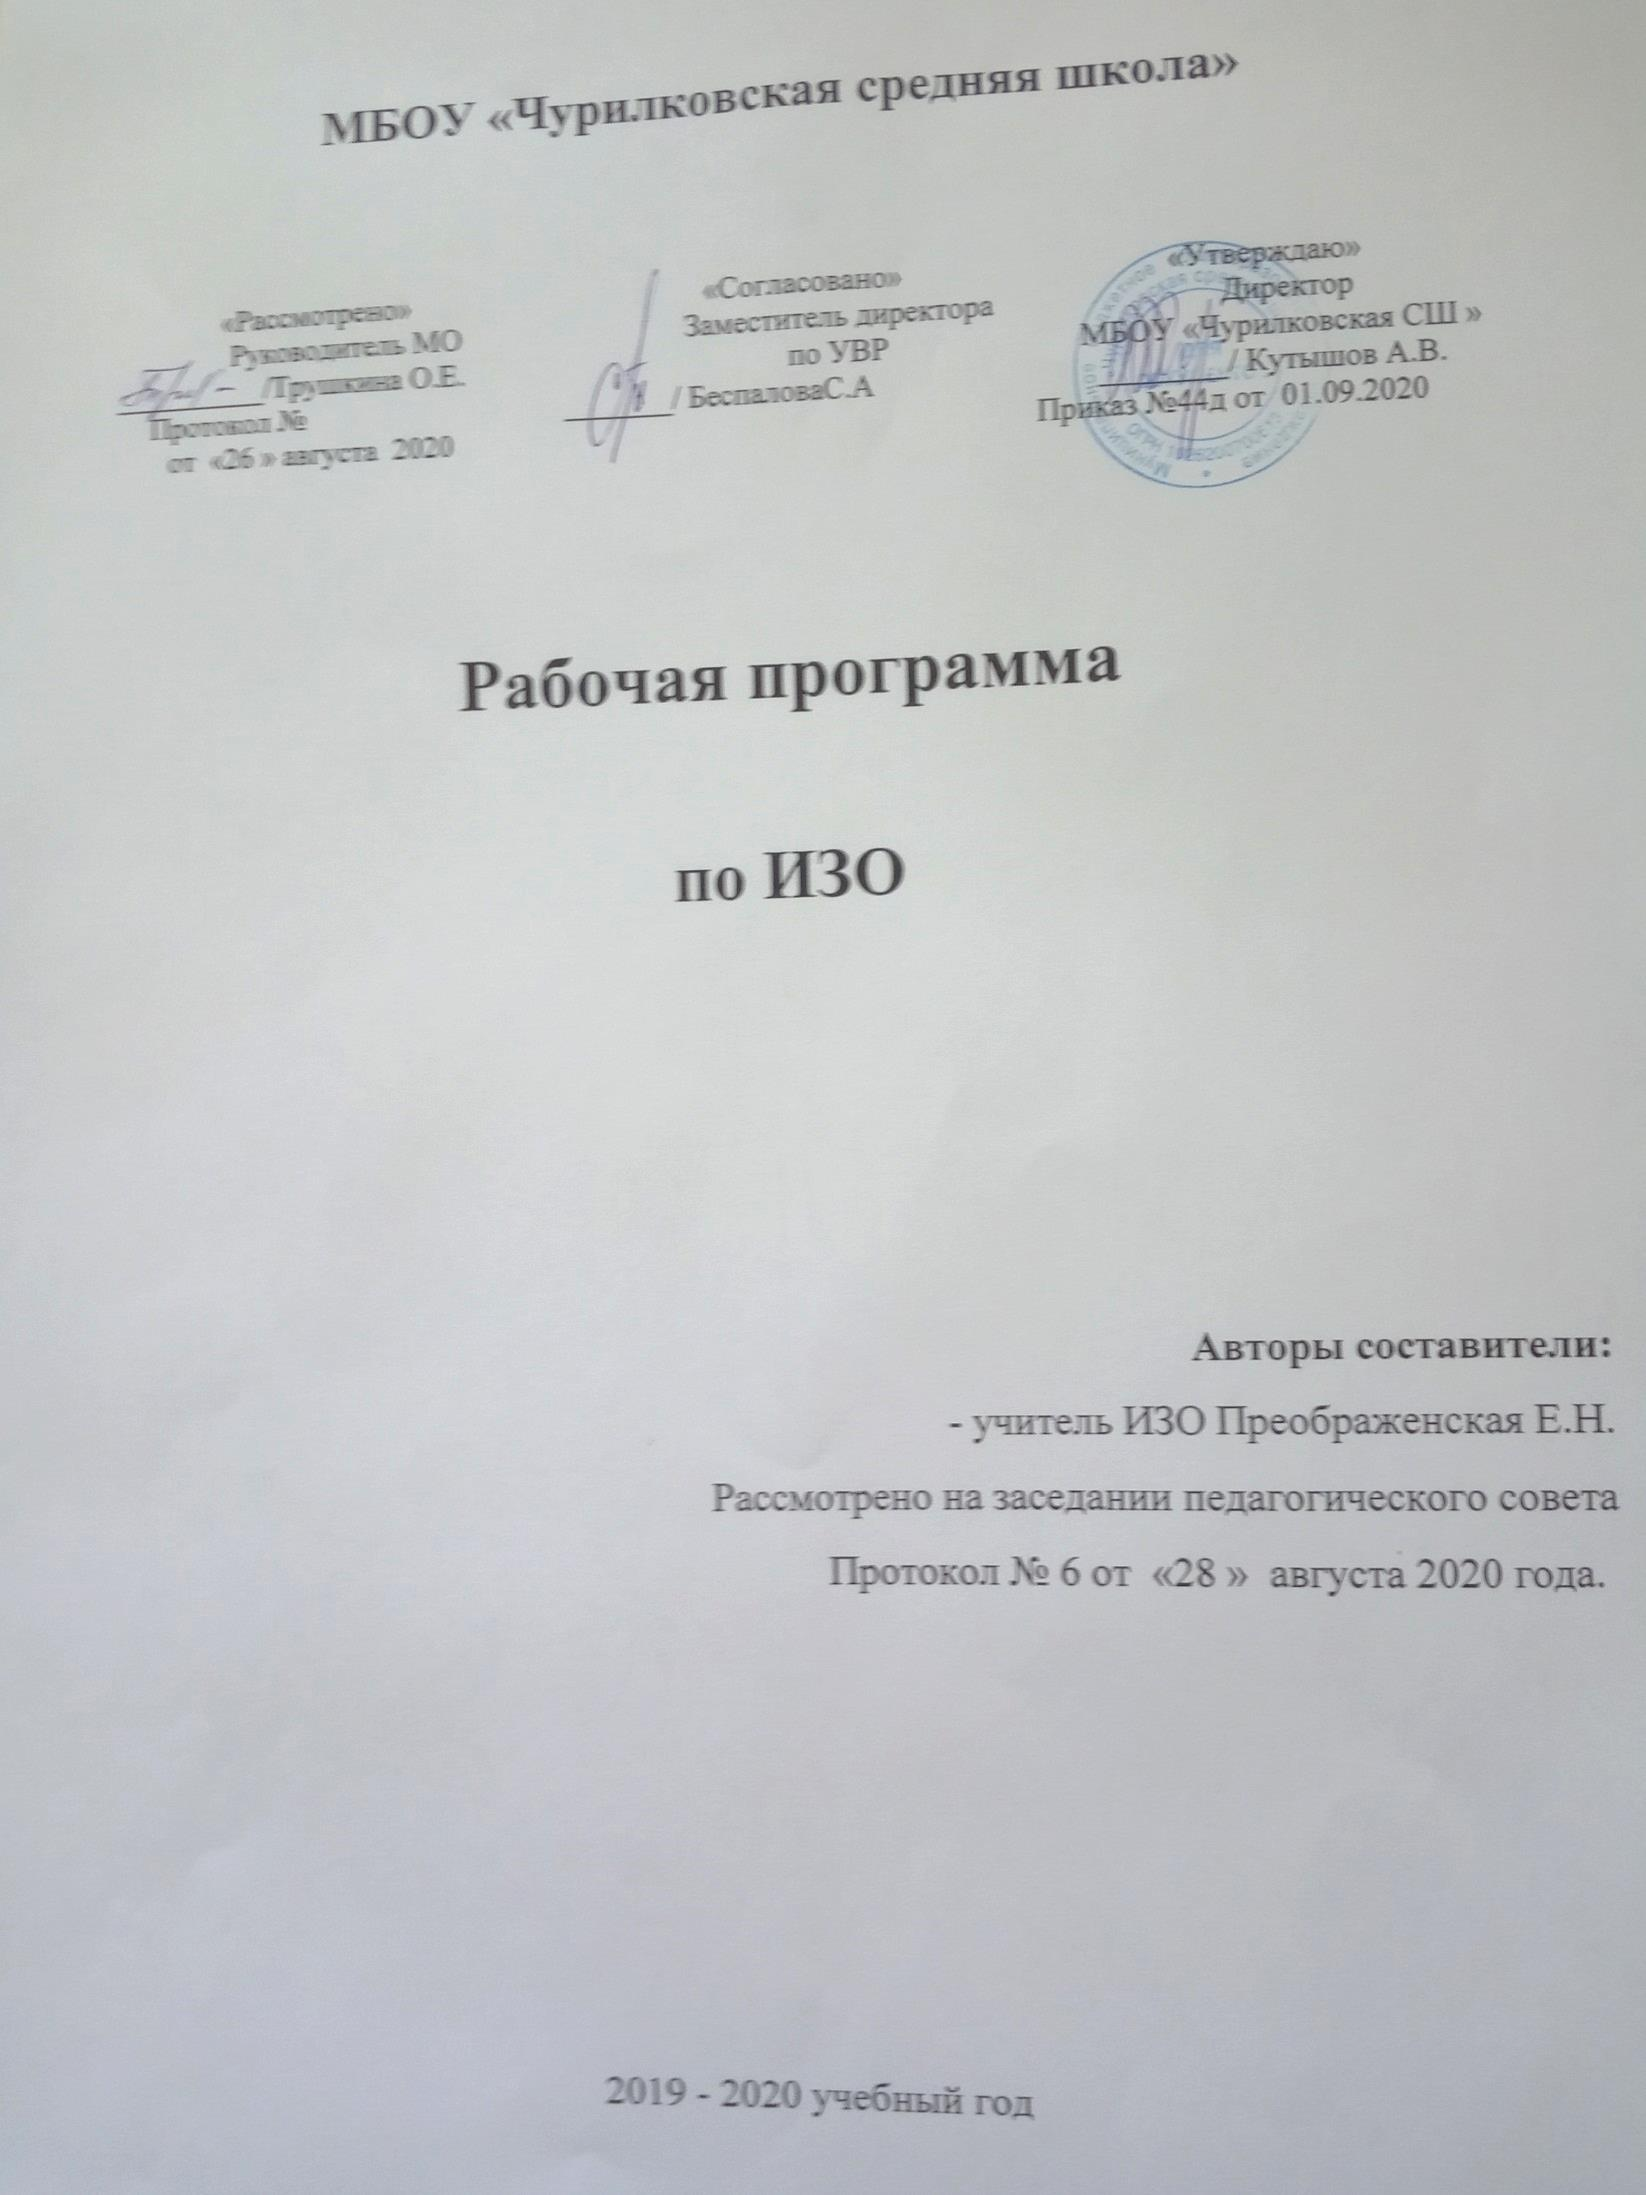 МБОУ «Чурилковская средняя школа»
«Рассмотрено»
Руководитель МО
/Трушкина О.Е.
Протокол №
от «26 » августа 2020
«Согласовано»
Заместитель директора
по УВР
/ БеспаловаС.А
«Утверждаю»
Директор
МБОУ «Чурилковская СШ »
/ Кутышов А.В.
Приказ №44д от 01.09.2020
Рабочая программа
по ИЗО
Авторы составители:
- учитель ИЗО Преображенская Е.Н.
Рассмотрено на заседании педагогического совета
Протокол № 6 от «28 » августа 2020 года.
2019 - 2020 учебный год